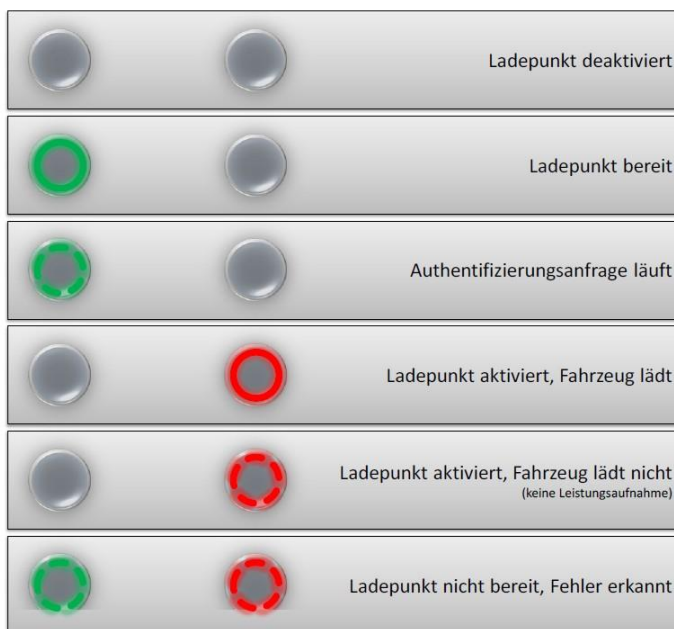 Ladepunkt deaktiviert
Ladepunkt bereit
Authentifizierungsanfrage läuft
Ladepunkt aktiviert, Fahrzeug lädt
Ladepunkt aktiviert, Fahrzeug lädt nicht
(keine Leistungsaufnahme)
Ladepunkt nicht bereit, Fehler erkannt